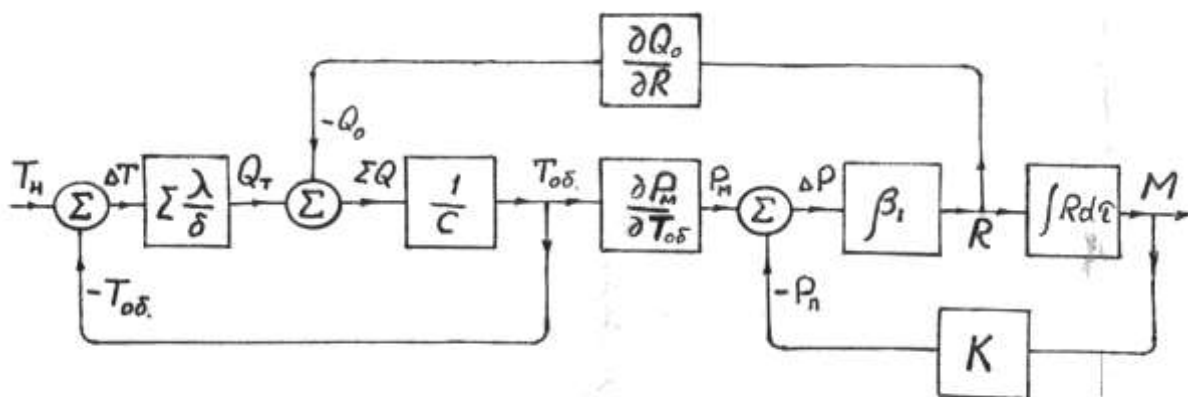 ∂Q₀
∂R
-Q₀
Tн
Σ
ΔT
Σ λ/δ
Qт
Σ
ΣQ
1/C
Tоб.
∂Pм
∂Tоб
Pм
Σ
ΔP
β₁
R
∫Rdτ
M
-Tоб.
-Pп
K